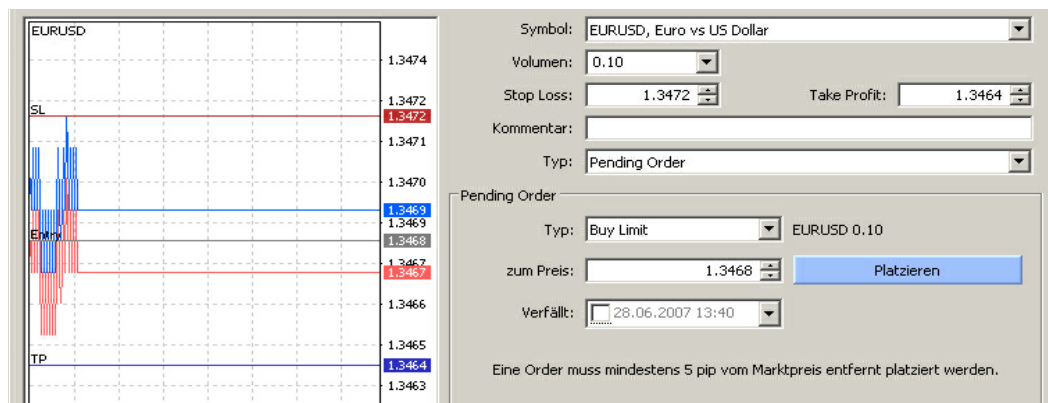 EURUSD
1.3474
1.3472
SL
1.3472
1.3471
1.3470
1.3469
1.3469
Entry
1.3468
1.3467
1.3467
1.3466
1.3465
TP
1.3464
1.3463
Symbol: EURUSD, Euro vs US Dollar
Volumen: 0.10
Stop Loss: 1.3472 Take Profit: 1.3464
Kommentar:
Typ: Pending Order
Pending Order
Typ: Buy Limit EURUSD 0.10
zum Preis: 1.3468 Platzieren
Verfällt: 28.06.2007 13:40
Eine Order muss mindestens 5 pip vom Marktpreis entfernt platziert werden.